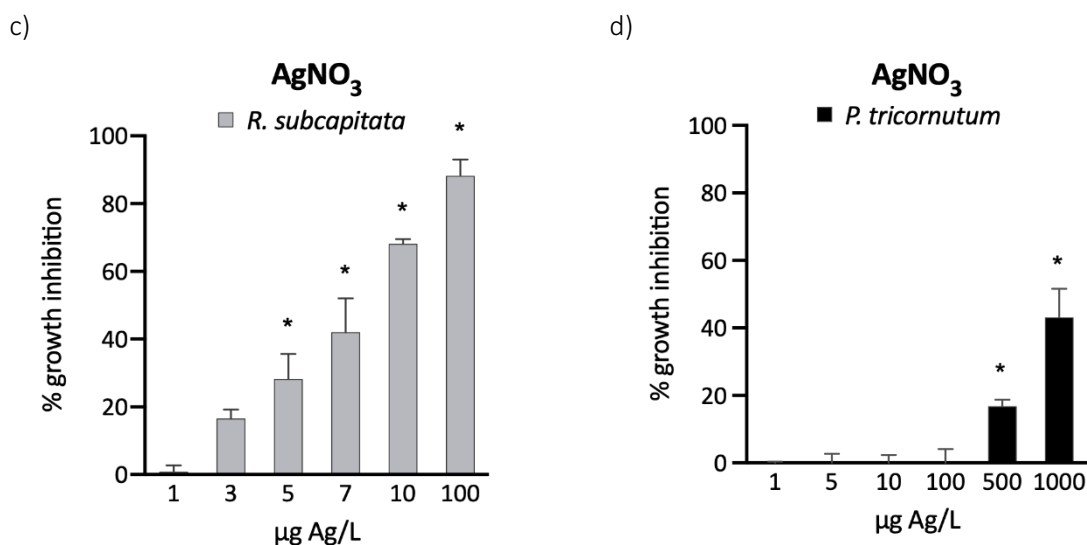 c)
AgNO3
R. subcapitata
% growth inhibition
100
80
60
40
20
0
*
*
*
*
1 3 5 7 10 100
µg Ag/L
d)
AgNO3
P. tricornutum
% growth inhibition
100
80
60
40
20
0
*
*
1 5 10 100 500 1000
µg Ag/L